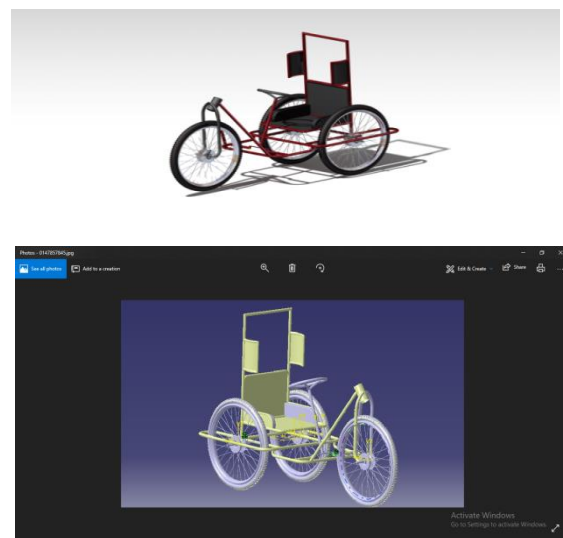 Photos - 0147857845.jpg
See all photos
Add to a creation
Edit & Create
Share
Activate Windows
Go to Settings to activate Windows.